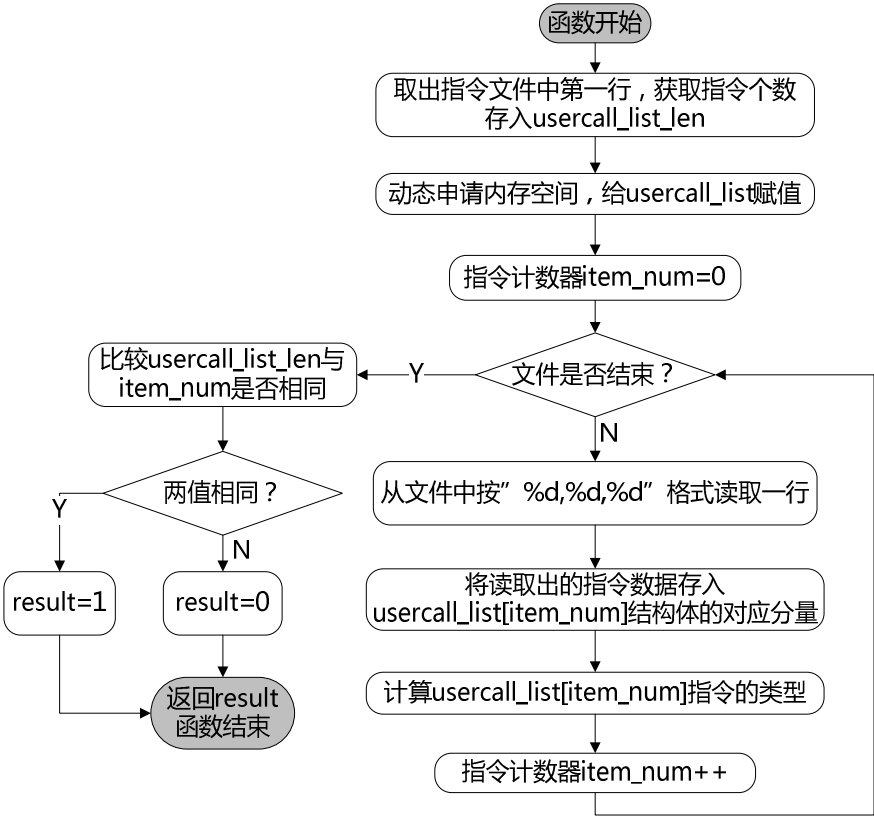 函数开始
取出指令文件中第一行，获取指令个数
存入usercall_list_len
动态申请内存空间，给usercall_list赋值
指令计数器item_num=0
文件是否结束？
Y
比较usercall_list_len与
item_num是否相同
N
两值相同？
从文件中按”%d,%d,%d”格式读取一行
Y
N
result=1
result=0
将读取出的指令数据存入
usercall_list[item_num]结构体的对应分量
计算usercall_list[item_num]指令的类型
返回result
函数结束
指令计数器item_num++